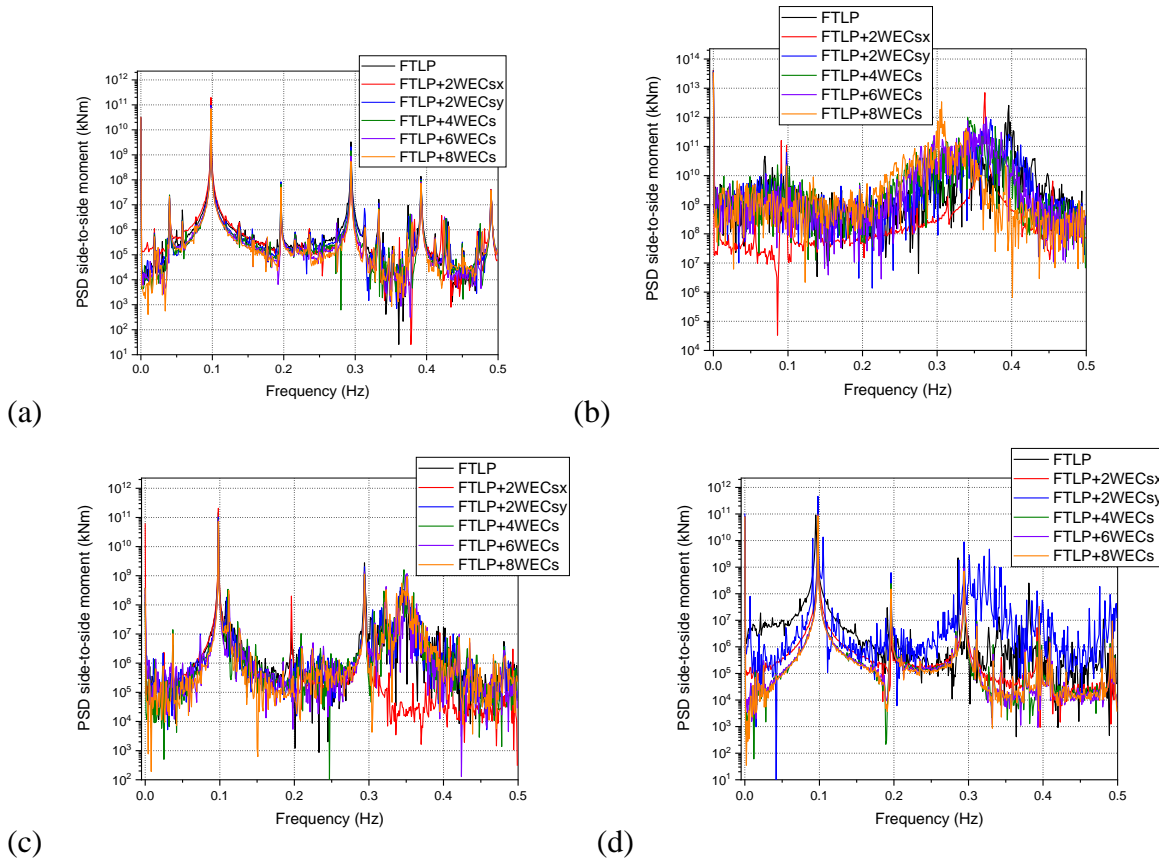 FTLP
FTLP+2WECsx
FTLP+2WECsy
FTLP+4WECs
FTLP+6WECs
FTLP+8WECs
PSD side-to-side moment (kNm)
10^12
10^11
10^10
10^9
10^8
10^7
10^6
10^5
10^4
10^3
10^2
10^1
0.0 0.1 0.2 0.3 0.4 0.5
Frequency (Hz)
(a)
FTLP
FTLP+2WECsx
FTLP+2WECsy
FTLP+4WECs
FTLP+6WECs
FTLP+8WECs
PSD side-to-side moment (kNm)
10^14
10^13
10^12
10^11
10^10
10^9
10^8
10^7
10^6
10^5
10^4
0.0 0.1 0.2 0.3 0.4 0.5
Frequency (Hz)
(b)
FTLP
FTLP+2WECsx
FTLP+2WECsy
FTLP+4WECs
FTLP+6WECs
FTLP+8WECs
PSD side-to-side moment (kNm)
10^12
10^11
10^10
10^9
10^8
10^7
10^6
10^5
10^4
10^3
10^2
0.0 0.1 0.2 0.3 0.4 0.5
Frequency (Hz)
(c)
FTLP
FTLP+2WECsx
FTLP+2WECsy
FTLP+4WECs
FTLP+6WECs
FTLP+8WECs
PSD side-to-side moment (kNm)
10^12
10^11
10^10
10^9
10^8
10^7
10^6
10^5
10^4
10^3
10^2
10^1
0.0 0.1 0.2 0.3 0.4 0.5
Frequency (Hz)
(d)